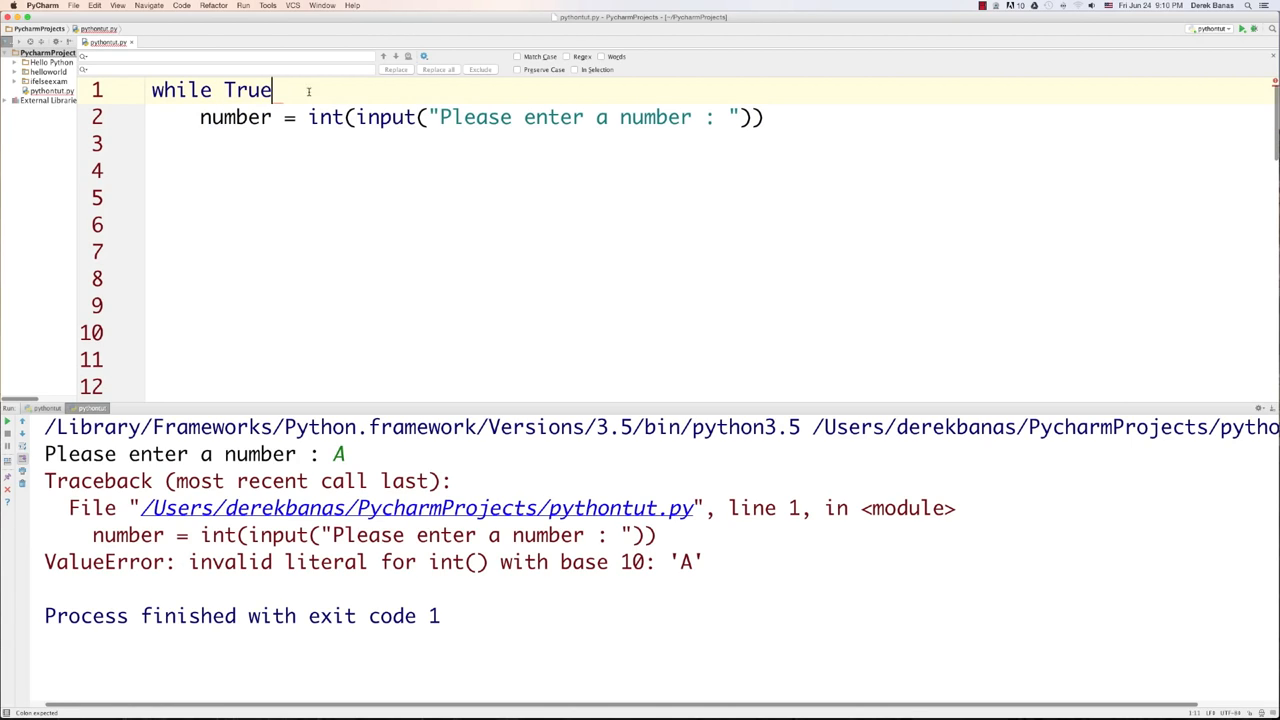 PyCharm File Edit View Navigate Code Refactor Run Tools VCS Window Help Fri Jun 24 9:10 PM Derek Banas
pythontut.py - PycharmProjects - [~/PycharmProjects]
PycharmProjects pythontut.py pythontut
pythontut.py ×
PycharmProject
Hello Python
helloworld
ifelseexam
pythontut.py
External Librarie
Match Case Regex Words
Replace Replace all Exclude Preserve Case In Selection
1 while True
2 number = int(input("Please enter a number : "))
3
4
5
6
7
8
9
10
11
12
Run: pythontut pythontut
/Library/Frameworks/Python.framework/Versions/3.5/bin/python3.5 /Users/derekbanas/PycharmProjects/pytho
Please enter a number : A
Traceback (most recent call last):
File "/Users/derekbanas/PycharmProjects/pythontut.py", line 1, in <module>
number = int(input("Please enter a number : "))
ValueError: invalid literal for int() with base 10: 'A'
Process finished with exit code 1
Colon expected 1:11 LF÷ UTF-8÷